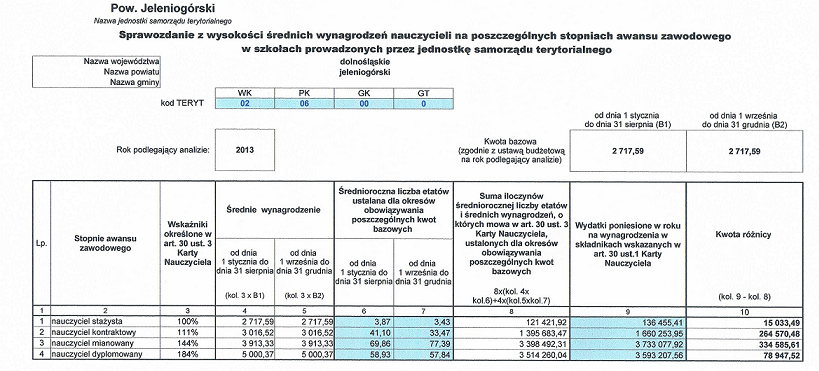 Pow. Jeleniogórski
Nazwa jednostki samorządu terytorialnego
Sprawozdanie z wysokości średnich wynagrodzeń nauczycieli na poszczególnych stopniach awansu zawodowego
w szkołach prowadzonych przez jednostkę samorządu terytorialnego
Nazwa województwa dolnośląskie
Nazwa powiatu jeleniogórski
Nazwa gminy
WK PK GK GT
kod TERYT 02 06 00 0
od dnia 1 stycznia do dnia 31 sierpnia (B1)
od dnia 1 września do dnia 31 grudnia (B2)
Rok podlegający analizie: 2013
Kwota bazowa
(zgodnie z ustawą budżetową
na rok podlegający analizie)
2 717,59 2 717,59
Lp.
Stopnie awansu
zawodowego
Wskaźniki
określone w
art. 30 ust. 3
Karty
Nauczyciela
Średnie wynagrodzenie
od dnia
1 stycznia do
dnia 31 sierpnia
(kol. 3 x B1)
od dnia
1 września do
dnia 31 grudnia
(kol. 3 x B2)
Średnioroczna liczba etatów
ustalana dla okresów
obowiązywania
poszczególnych kwot
bazowych
od dnia
1 stycznia do
dnia 31 sierpnia
od dnia
1 września do
dnia 31 grudnia
Suma iloczynów
średniorocznej liczby etatów
i średnich wynagrodzeń, o
których mowa w art. 30 ust. 3
Karty Nauczyciela,
ustalonych dla okresów
obowiązywania
poszczególnych kwot
bazowych
8x(kol. 4x
kol.6)+4x(kol.5xkol.7)
Wydatki poniesione w roku
na wynagrodzenia w
składnikach wskazanych w
art. 30 ust.1 Karty
Nauczyciela
Kwota różnicy
(kol. 9 - kol. 8)
1 2 3 4 5 6 7 8 9 10
1 nauczyciel stażysta 100% 2 717,59 2 717,59 3,87 3,43 121 421,92 136 455,41 15 033,49
2 nauczyciel kontraktowy 111% 3 016,52 3 016,52 41,10 33,47 1 395 683,47 1 660 253,95 264 570,48
3 nauczyciel mianowany 144% 3 913,33 3 913,33 69,86 77,39 3 398 492,31 3 733 077,92 334 585,61
4 nauczyciel dyplomowany 184% 5 000,37 5 000,37 58,93 57,84 3 514 260,04 3 593 207,56 78 947,52